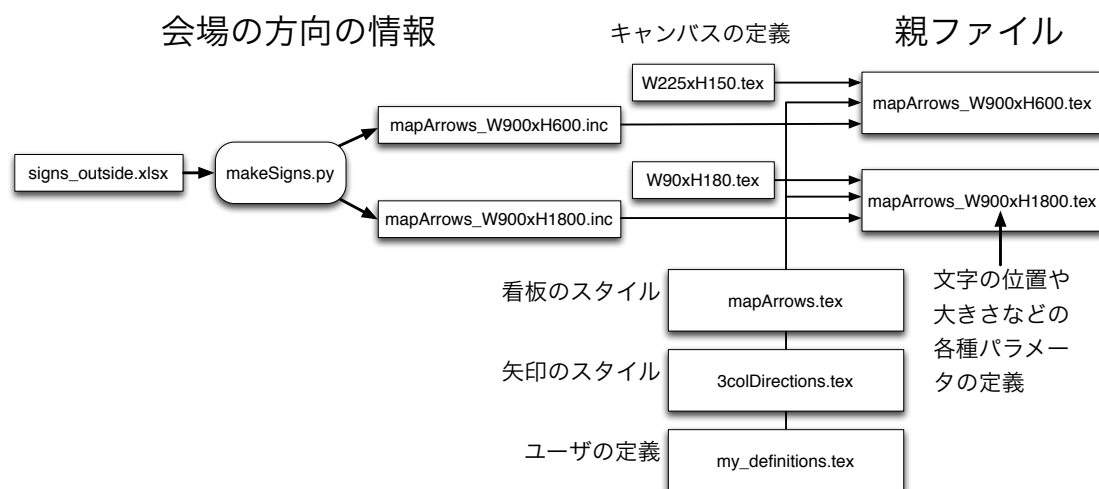 会場の方向の情報
キャンバスの定義
親ファイル
W225xH150.tex
mapArrows_W900xH600.tex
mapArrows_W900xH600.inc
signs_outside.xlsx
makeSigns.py
W90xH180.tex
mapArrows_W900xH1800.tex
mapArrows_W900xH1800.inc
看板のスタイル
mapArrows.tex
文字の位置や
大きさなどの
各種パラメー
タの定義
矢印のスタイル
3colDirections.tex
ユーザの定義
my_definitions.tex